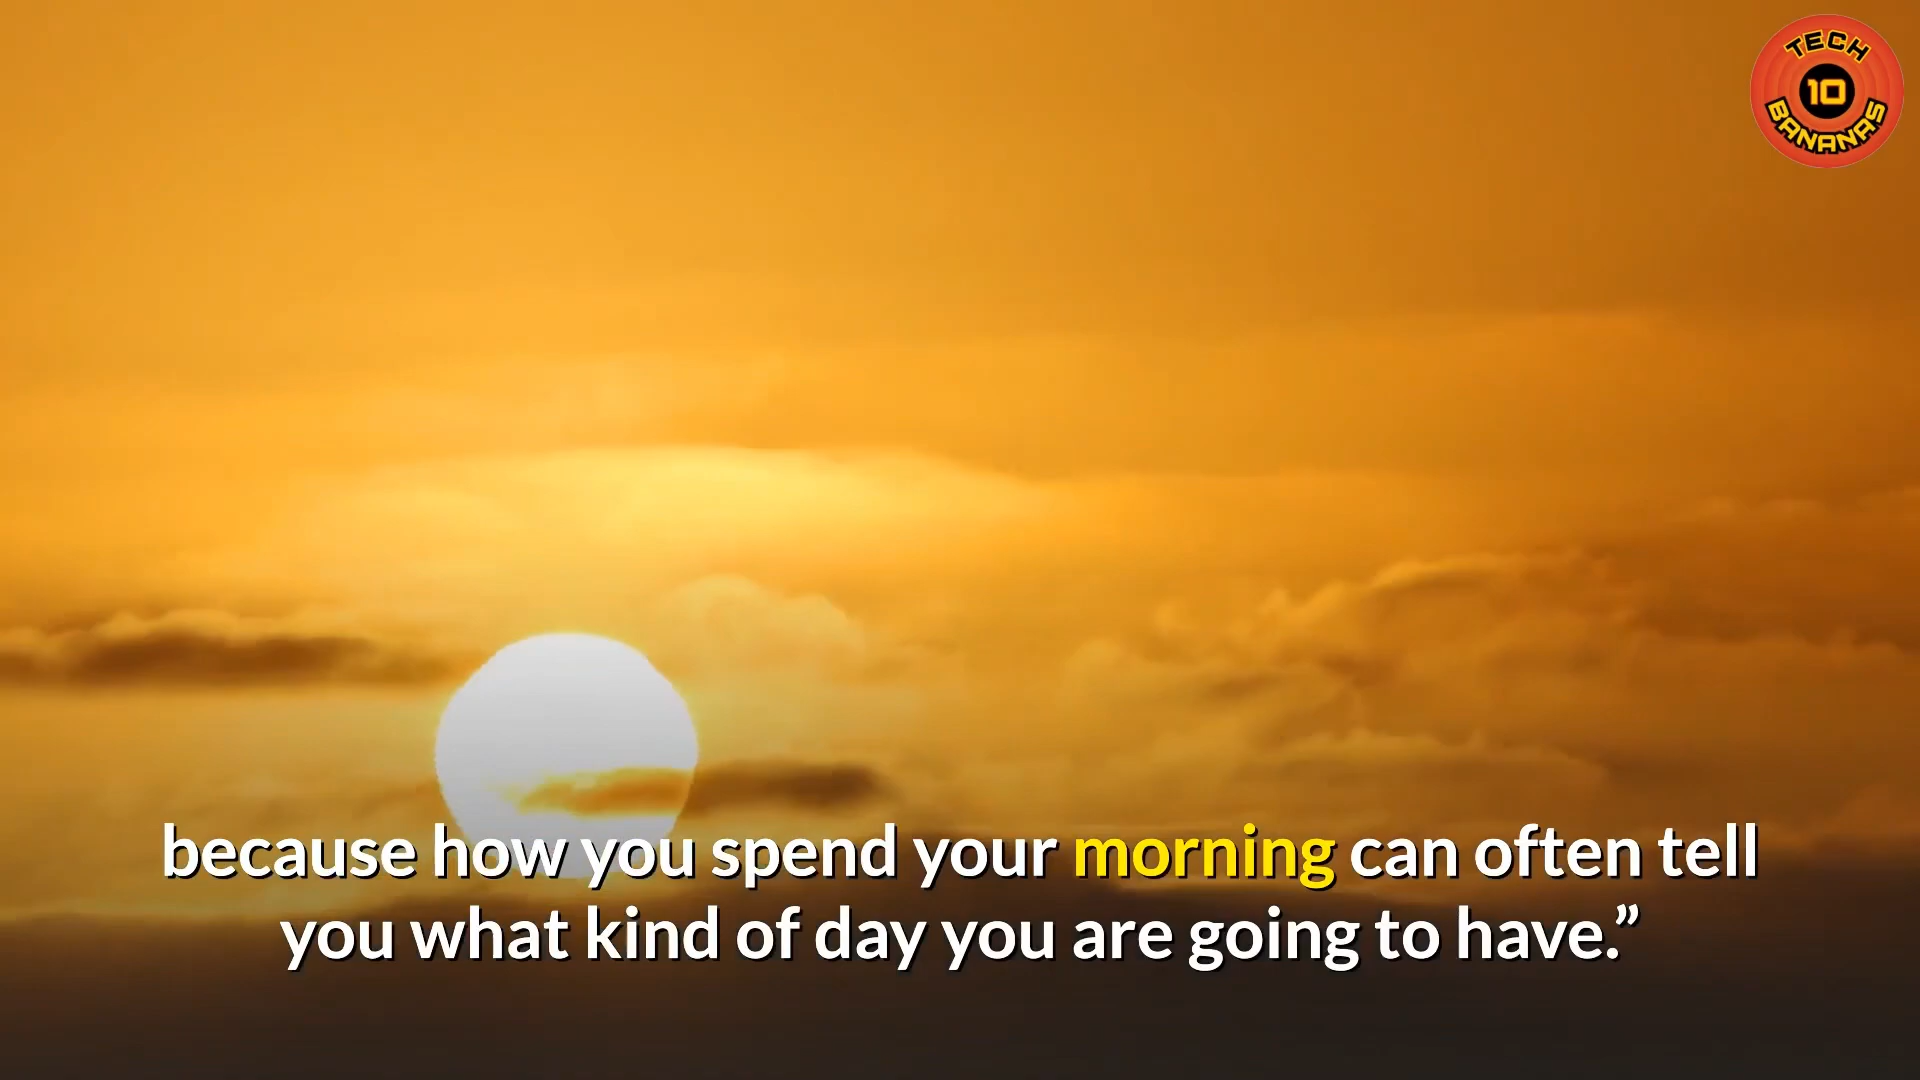 TECH
10
BANANAS
because how you spend your morning can often tell
you what kind of day you are going to have.”